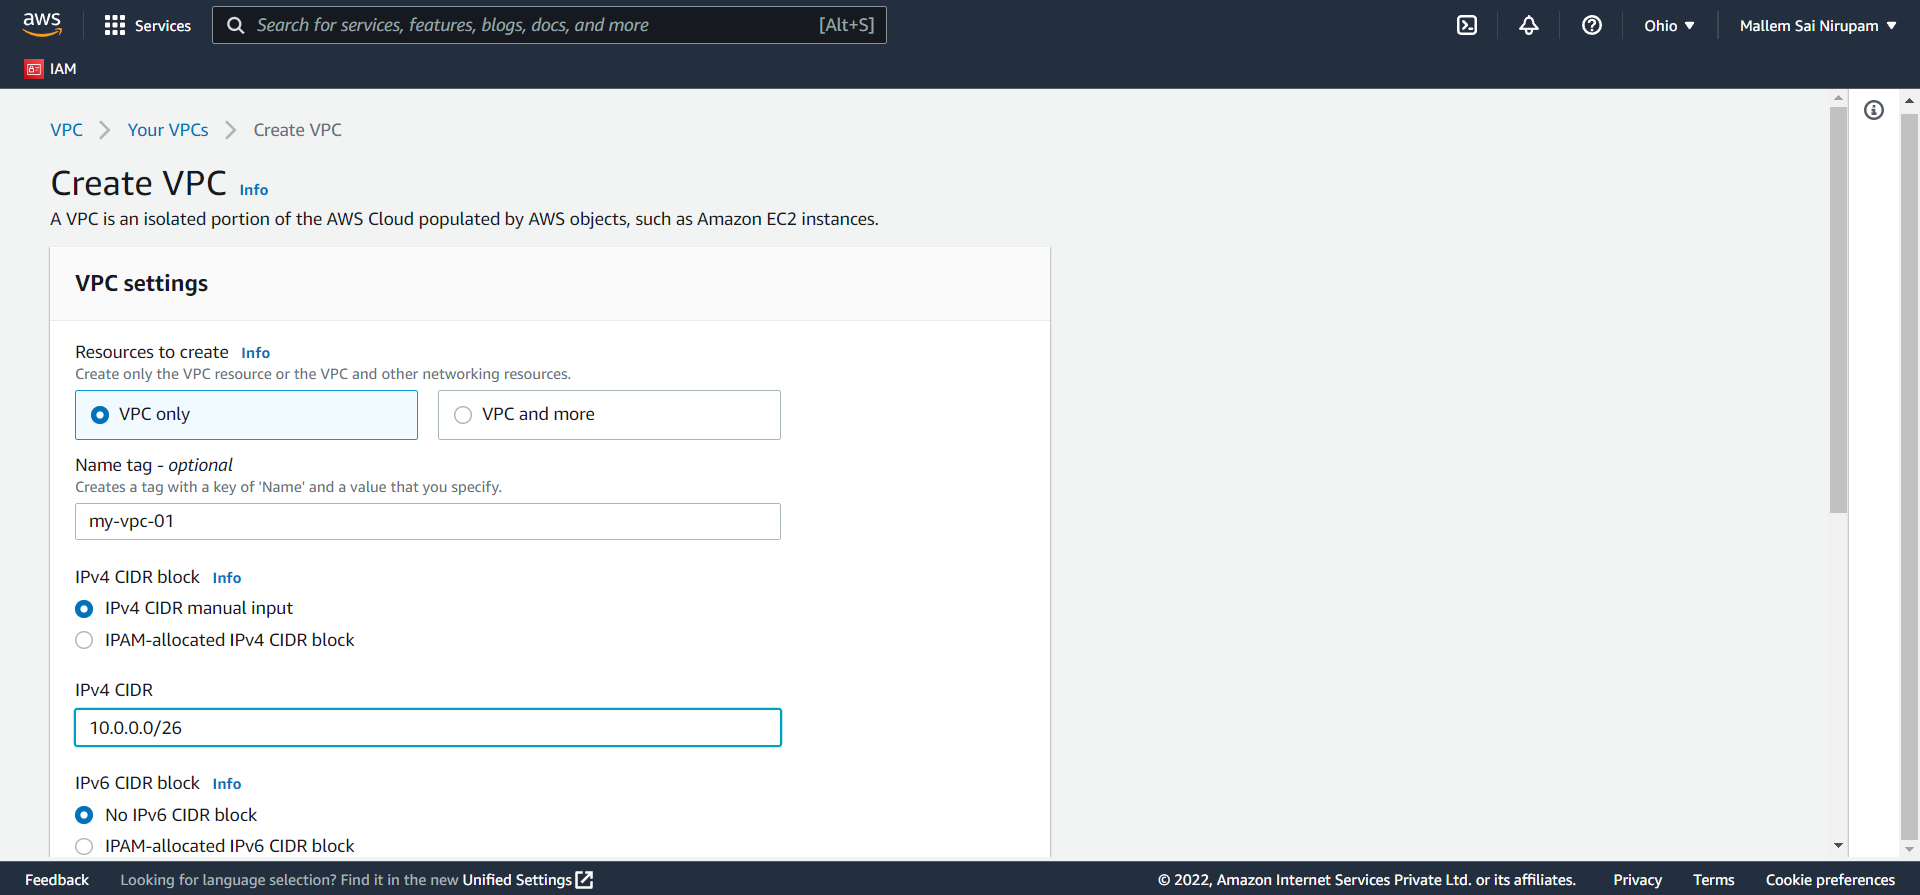 aws Services Search for services, features, blogs, docs, and more [Alt+S] Ohio Mallem Sai Nirupam
IAM
VPC Your VPCs Create VPC
Create VPC Info
A VPC is an isolated portion of the AWS Cloud populated by AWS objects, such as Amazon EC2 instances.
VPC settings
Resources to create Info
Create only the VPC resource or the VPC and other networking resources.
VPC only VPC and more
Name tag - optional
Creates a tag with a key of 'Name' and a value that you specify.
my-vpc-01
IPv4 CIDR block Info
IPv4 CIDR manual input
IPAM-allocated IPv4 CIDR block
IPv4 CIDR
10.0.0.0/26
IPv6 CIDR block Info
No IPv6 CIDR block
IPAM-allocated IPv6 CIDR block
Feedback Looking for language selection? Find it in the new Unified Settings © 2022, Amazon Internet Services Private Ltd. or its affiliates. Privacy Terms Cookie preferences